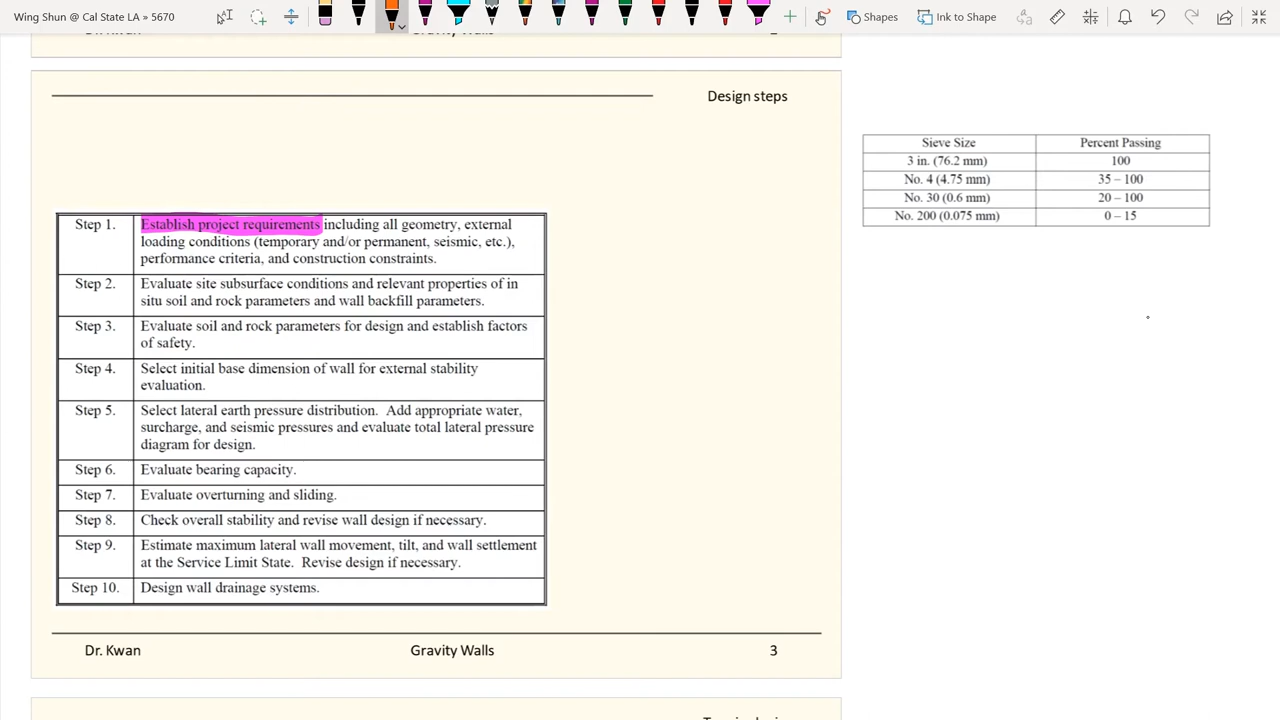 Wing Shun @ Cal State LA » 5670
Shapes
Ink to Shape
Gravity Walls
Design steps
Step 1. Establish project requirements including all geometry, external
loading conditions (temporary and/or permanent, seismic, etc.),
performance criteria, and construction constraints.
Step 2. Evaluate site subsurface conditions and relevant properties of in
situ soil and rock parameters and wall backfill parameters.
Step 3. Evaluate soil and rock parameters for design and establish factors
of safety.
Step 4. Select initial base dimension of wall for external stability
evaluation.
Step 5. Select lateral earth pressure distribution. Add appropriate water,
surcharge, and seismic pressures and evaluate total lateral pressure
diagram for design.
Step 6. Evaluate bearing capacity.
Step 7. Evaluate overturning and sliding.
Step 8. Check overall stability and revise wall design if necessary.
Step 9. Estimate maximum lateral wall movement, tilt, and wall settlement
at the Service Limit State. Revise design if necessary.
Step 10. Design wall drainage systems.
Dr. Kwan Gravity Walls 3
Sieve Size Percent Passing
3 in. (76.2 mm) 100
No. 4 (4.75 mm) 35 – 100
No. 30 (0.6 mm) 20 – 100
No. 200 (0.075 mm) 0 – 15